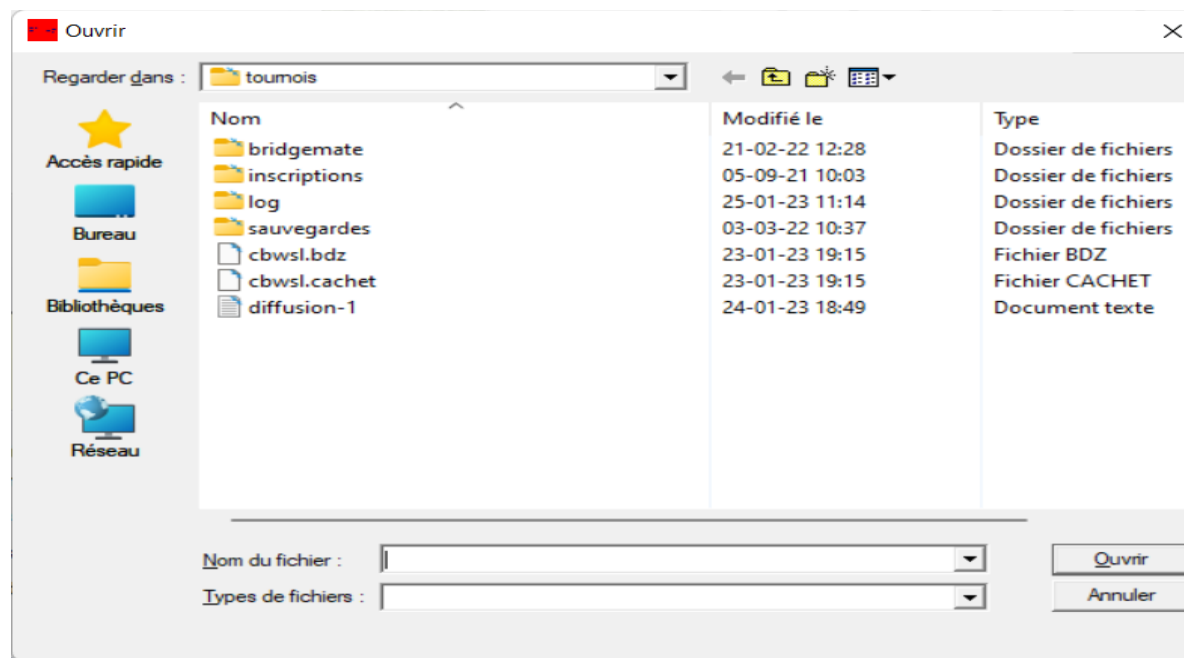 Ouvrir
Regarder dans : tournois
Nom Modifié le Type
bridgemate 21-02-22 12:28 Dossier de fichiers
inscriptions 05-09-21 10:03 Dossier de fichiers
log 25-01-23 11:14 Dossier de fichiers
sauvegardes 03-03-22 10:37 Dossier de fichiers
cbwsl.bdz 23-01-23 19:15 Fichier BDZ
cbwsl.cachet 23-01-23 19:15 Fichier CACHET
diffusion-1 24-01-23 18:49 Document texte
Accès rapide
Bureau
Bibliothèques
Ce PC
Réseau
Nom du fichier : Ouvrir
Types de fichiers : Annuler